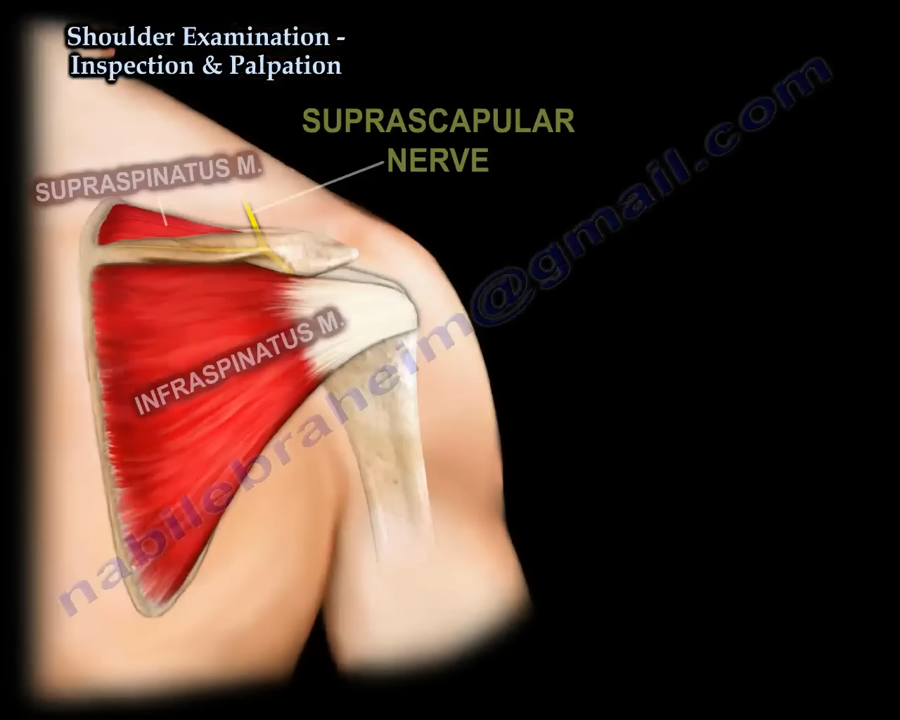 Shoulder Examination -
Inspection & Palpation
SUPRASCAPULAR
NERVE
SUPRASPINATUS M.
INFRASPINATUS M.
nabilebraheim@gmail.com